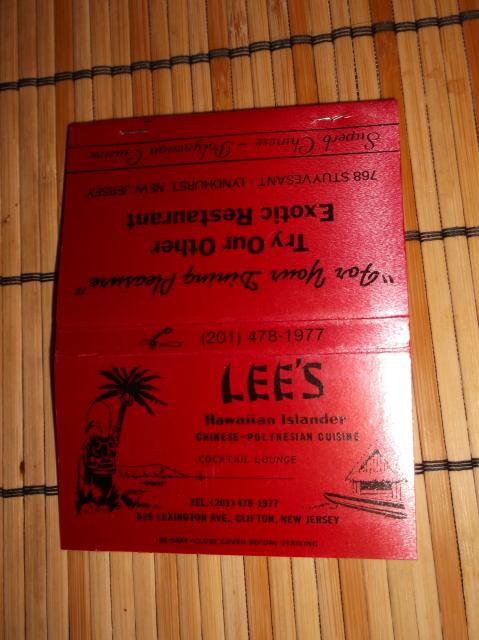 Superb Chinese - Polynesian Cuisine
768 STUYVESANT • LYNDHURST, NEW JERSEY
Exotic Restaurant
Try Our Other
"For Your Dining Pleasure"
(201) 478-1977
LEE'S
Hawaiian Islander
CHINESE-POLYNESIAN CUISINE
COCKTAIL LOUNGE
TEL. (201) 478-1977
635 LEXINGTON AVE., CLIFTON, NEW JERSEY
BE SAFE-CLOSE COVER BEFORE STRIKING